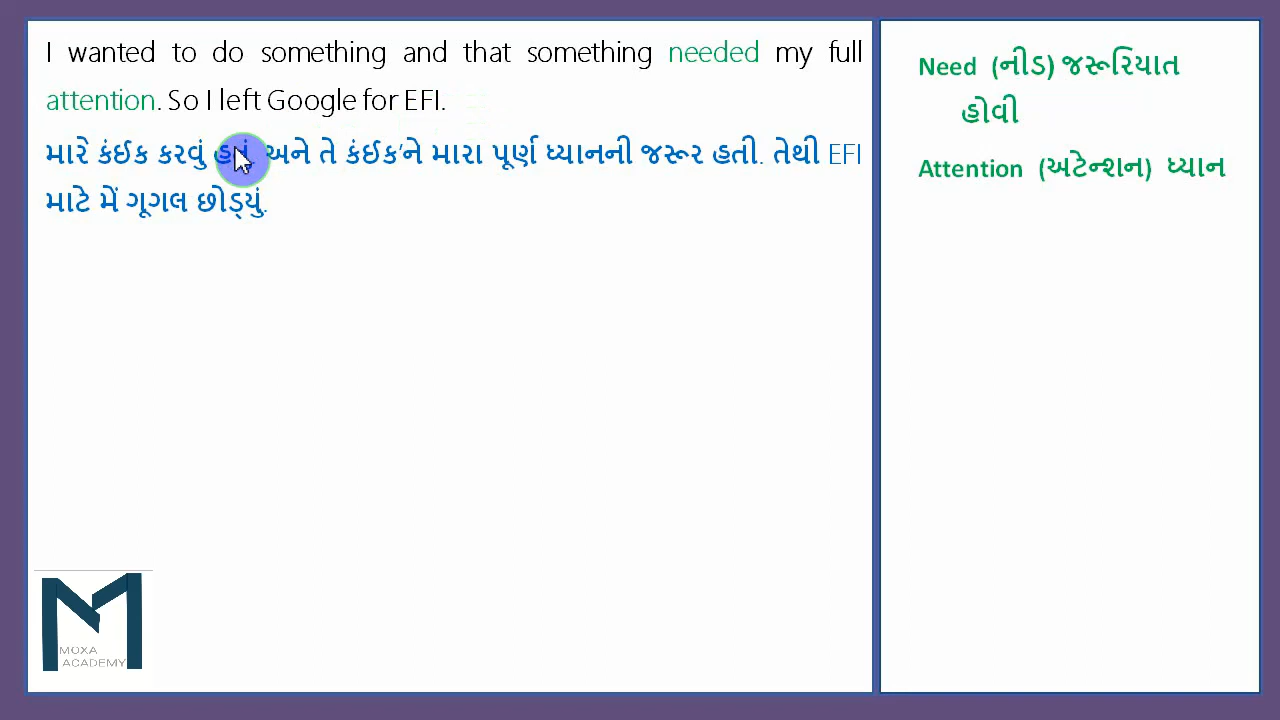 I wanted to do something and that something needed my full
attention. So I left Google for EFI.
મારે કંઈક કરવું હતું અને તે કંઈક'ને મારા પૂર્ણ ધ્યાનની જરૂર હતી. તેથી EFI
માટે મેં ગૂગલ છોડ્યું.
Need (નીડ) જરૂરિયાત
હોવી
Attention (અટેન્શન) ધ્યાન
MOXA
ACADEMY